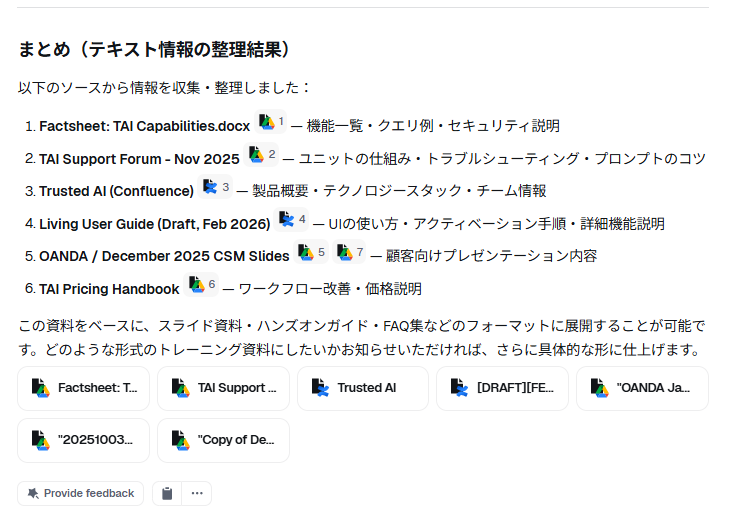 まとめ（テキスト情報の整理結果）
以下のソースから情報を収集・整理しました：
1. Factsheet: TAI Capabilities.docx 1 — 機能一覧・クエリ例・セキュリティ説明
2. TAI Support Forum - Nov 2025 2 — ユニットの仕組み・トラブルシューティング・プロンプトのコツ
3. Trusted AI (Confluence) 3 — 製品概要・テクノロジースタック・チーム情報
4. Living User Guide (Draft, Feb 2026) 4 — UIの使い方・アクティベーション手順・詳細機能説明
5. OANDA / December 2025 CSM Slides 5 7 — 顧客向けプレゼンテーション内容
6. TAI Pricing Handbook 6 — ワークフロー改善・価格説明
この資料をベースに、スライド資料・ハンズオンガイド・FAQ集などのフォーマットに展開することが可能で
す。どのような形式のトレーニング資料にしたいかお知らせいただければ、さらに具体的な形に仕上げます。
Factsheet: T... TAI Support ... Trusted AI [DRAFT][FE... "OANDA Ja...
"20251003... "Copy of De...
Provide feedback